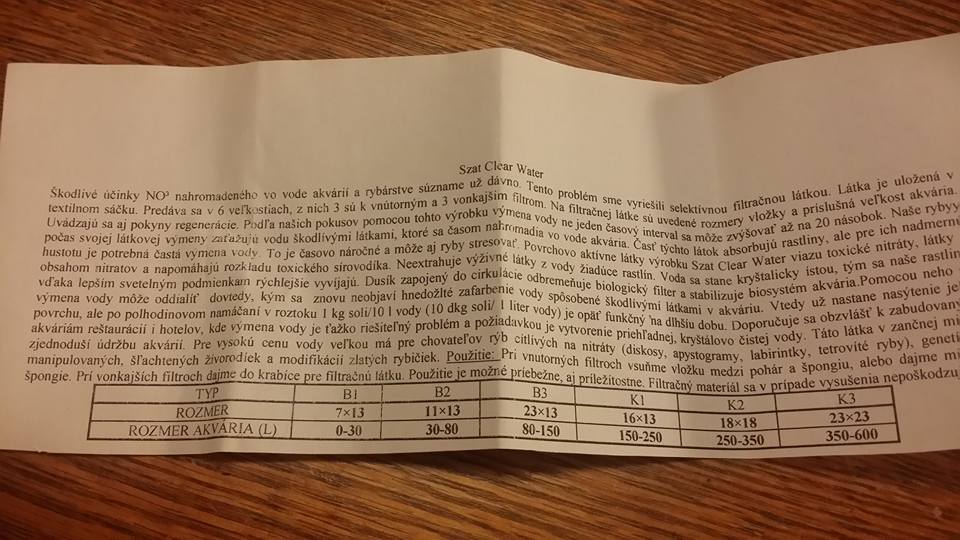 Szat Clear Water
Škodlivé účinky NO³ nahromadeného vo vode akvárií a rybárstve súzname už dávno. Tento problém sme vyriešili selektívnou filtračnou látkou. Látka je uložená v
textilnom sáčku. Predáva sa v 6 veľkostiach, z nich 3 sú k vnútorným a 3 vonkajším filtrom. Na filtračnej látke sú uvedené rozmery vložky a príslušná veľkost akvária.
Uvádzajú sa aj pokyny regenerácie. Podľa našich pokusov pomocou tohto výrobku výmena vody ne jeden časový interval sa môže zvyšovať až na 20 násobok. Naše rybyy
počas svojej látkovej výmeny zaťažujú vodu škodlivými látkami, ktoré sa časom nahromadia vo vode akvária. Časť týchto látok absorbujú rastliny, ale pre ich nadmernu
hustotu je potrebná častá výmena vody. To je časovo náročné a môže aj ryby stresovať. Povrchovo aktívne látky výrobku Szat Clear Water viazu toxické nitráty, látky
obsahom nitratov a napomáhajú rozkladu toxického sírovodíka. Neextrahuje výživné látky z vody žiadúce rastlín. Voda sa stane kryštalicky ístou, tým sa naše rastlin
vďaka lepším svetelným podmienkam rýchlejšie vyvíjajú. Dusík zapojený do cirkulácie odbremeňuje biologický filter a stabilizuje biosystém akvária.Pomocou neho
výmena vody môže oddialiť dovtedy, kým sa znovu neobjaví hnedožlté zafarbenie vody spôsobené škodlivými látkami v akváriu. Vtedy už nastane nasýtenie je
povrchu, ale po polhodinovom namáčaní v roztoku 1 kg soli/10 l vody (10 dkg soli/ 1 liter vody) je opäť funkčný na dlhšiu dobu. Doporučuje sa obzvlášť k zabudovaný
akváriám reštaurácií i hotelov, kde výmena vody je ťažko riešiteľný problém a požiadavkou je vytvorenie priehľadnej, kryštálovo čistej vody. Táto látka v zančnej mi
zjednoduší údržbu akvárií. Pre vysokú cenu vody veľkou má pre chovateľov rýb citlivých na nitráty (diskosy, apystogramy, labirintky, tetrovité ryby), geneti
manipulovaných, šľachtených živorodiek a modifikácií zlatých rybičiek. Použitie: Pri vnutorných filtroch vsuňme vložku medzi pohár a špongiu, alebo dajme mi
špongie. Prí vonkajších filtroch dajme do krabice pre filtračnú látku. Použitie je možné priebežne, aj príležitostne. Filtračný materiál sa v prípade vysušenia nepoškodzu
TYP B1 B2 B3 K1 K2 K3
ROZMER 7×13 11×13 23×13 16×13 18×18 23×23
ROZMER AKVÁRIA (L) 0-30 30-80 80-150 150-250 250-350 350-600